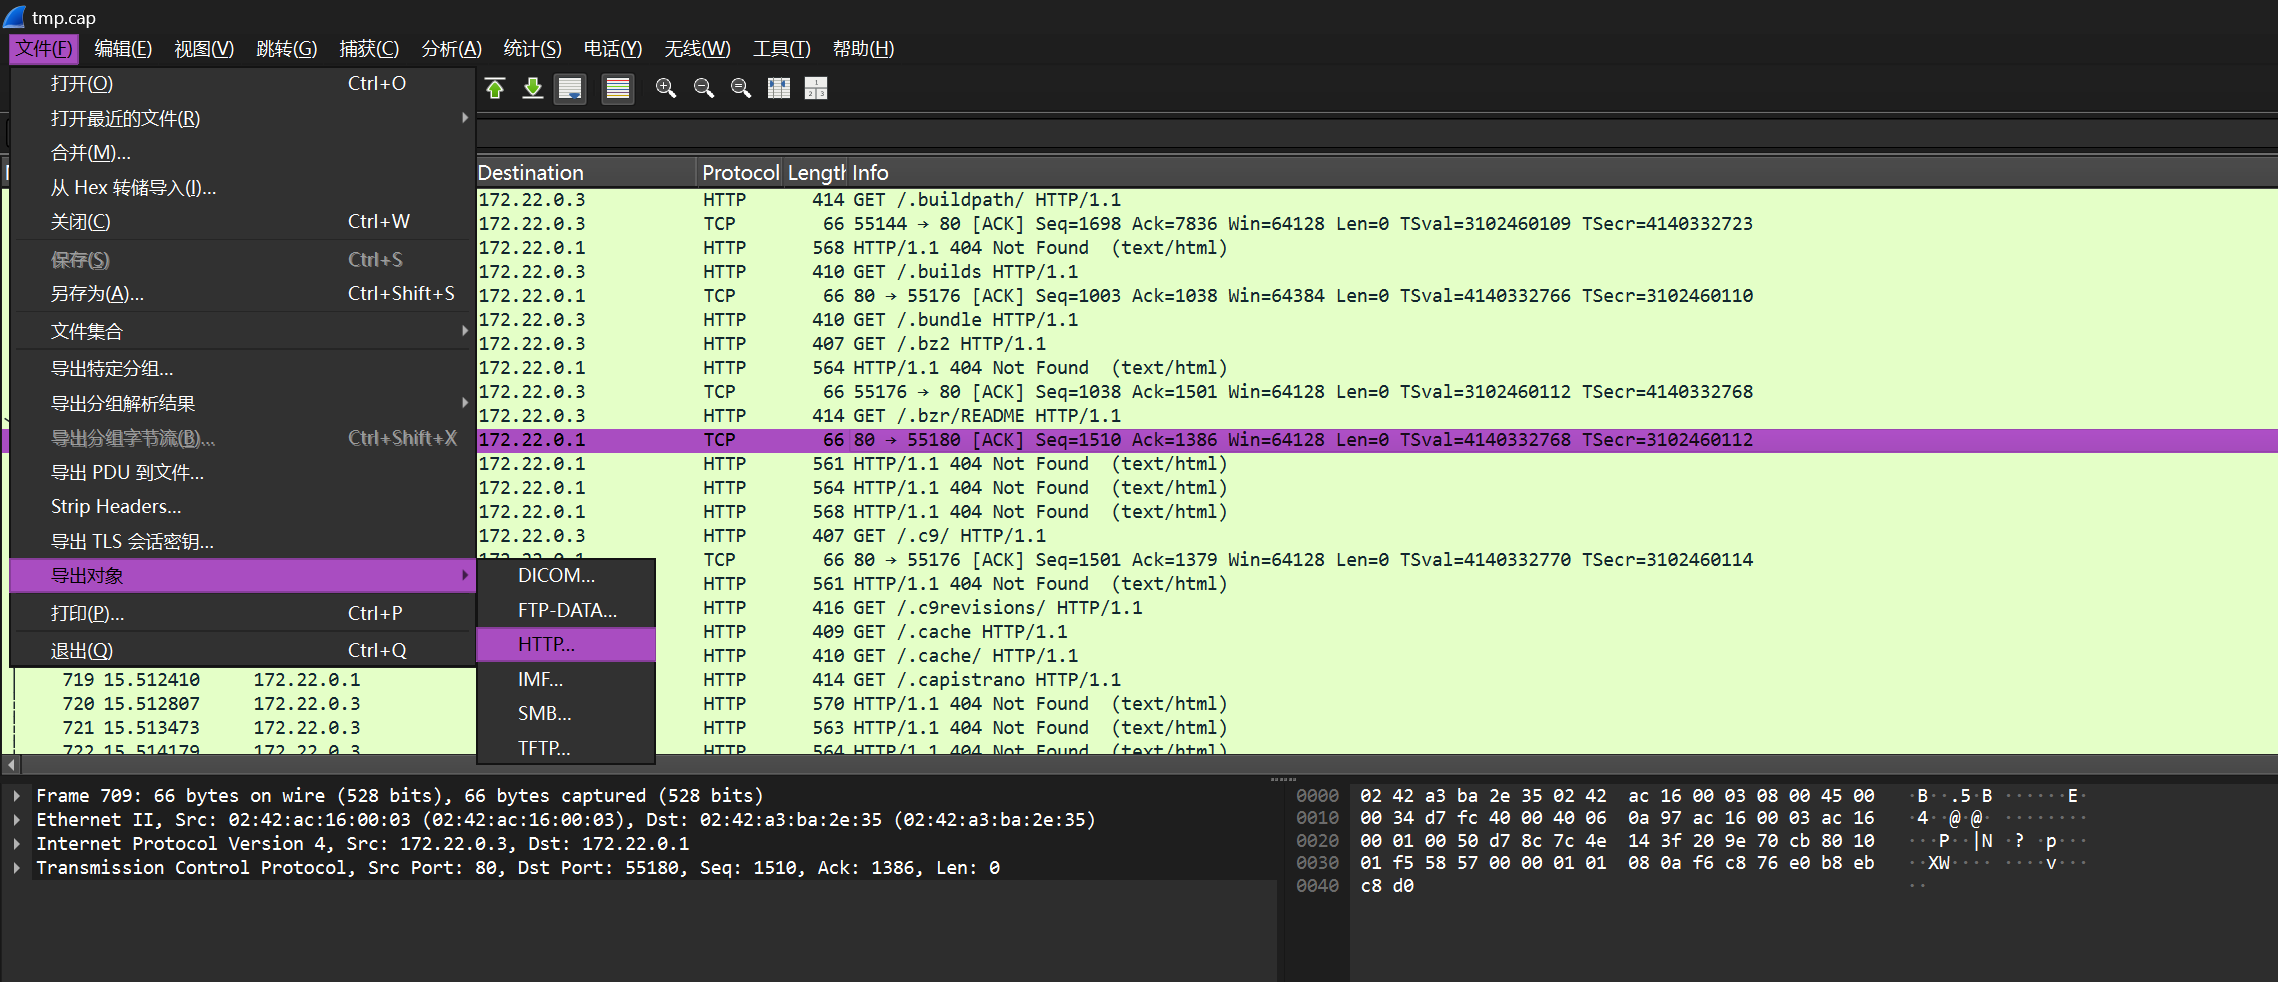 tmp.cap
文件(F) 编辑(E) 视图(V) 跳转(G) 捕获(C) 分析(A) 统计(S) 电话(Y) 无线(W) 工具(T) 帮助(H)
打开(O) Ctrl+O
打开最近的文件(R)
合并(M)...
从 Hex 转储导入(I)...
关闭(C) Ctrl+W
保存(S) Ctrl+S
另存为(A)... Ctrl+Shift+S
文件集合
导出特定分组...
导出分组解析结果
导出分组字节流(B)... Ctrl+Shift+X
导出 PDU 到文件...
Strip Headers...
导出 TLS 会话密钥...
导出对象
打印(P)... Ctrl+P
退出(Q) Ctrl+Q
DICOM...
FTP-DATA...
HTTP...
IMF...
SMB...
TFTP...
Destination Protocol Length Info
172.22.0.3 HTTP 414 GET /.buildpath/ HTTP/1.1
172.22.0.3 TCP 66 55144 → 80 [ACK] Seq=1698 Ack=7836 Win=64128 Len=0 TSval=3102460109 TSecr=4140332723
172.22.0.1 HTTP 568 HTTP/1.1 404 Not Found (text/html)
172.22.0.3 HTTP 410 GET /.builds HTTP/1.1
172.22.0.1 TCP 66 80 → 55176 [ACK] Seq=1003 Ack=1038 Win=64384 Len=0 TSval=4140332766 TSecr=3102460110
172.22.0.3 HTTP 410 GET /.bundle HTTP/1.1
172.22.0.3 HTTP 407 GET /.bz2 HTTP/1.1
172.22.0.1 HTTP 564 HTTP/1.1 404 Not Found (text/html)
172.22.0.3 TCP 66 55176 → 80 [ACK] Seq=1038 Ack=1501 Win=64128 Len=0 TSval=3102460112 TSecr=4140332768
172.22.0.3 HTTP 414 GET /.bzr/README HTTP/1.1
172.22.0.1 TCP 66 80 → 55180 [ACK] Seq=1510 Ack=1386 Win=64128 Len=0 TSval=4140332768 TSecr=3102460112
172.22.0.1 HTTP 561 HTTP/1.1 404 Not Found (text/html)
172.22.0.1 HTTP 564 HTTP/1.1 404 Not Found (text/html)
172.22.0.1 HTTP 568 HTTP/1.1 404 Not Found (text/html)
172.22.0.3 HTTP 407 GET /.c9/ HTTP/1.1
172.22.0.1 TCP 66 80 → 55176 [ACK] Seq=1501 Ack=1379 Win=64128 Len=0 TSval=4140332770 TSecr=3102460114
HTTP 561 HTTP/1.1 404 Not Found (text/html)
HTTP 416 GET /.c9revisions/ HTTP/1.1
HTTP 409 GET /.cache HTTP/1.1
HTTP 410 GET /.cache/ HTTP/1.1
719 15.512410 172.22.0.1 HTTP 414 GET /.capistrano HTTP/1.1
720 15.512807 172.22.0.3 HTTP 570 HTTP/1.1 404 Not Found (text/html)
721 15.513473 172.22.0.3 HTTP 563 HTTP/1.1 404 Not Found (text/html)
722 15.514179 172.22.0.3 HTTP 564 HTTP/1.1 404 Not Found (text/html)
Frame 709: 66 bytes on wire (528 bits), 66 bytes captured (528 bits)
Ethernet II, Src: 02:42:ac:16:00:03 (02:42:ac:16:00:03), Dst: 02:42:a3:ba:2e:35 (02:42:a3:ba:2e:35)
Internet Protocol Version 4, Src: 172.22.0.3, Dst: 172.22.0.1
Transmission Control Protocol, Src Port: 80, Dst Port: 55180, Seq: 1510, Ack: 1386, Len: 0
0000 02 42 a3 ba 2e 35 02 42 ac 16 00 03 08 00 45 00 ·B··.5·B ······E·
0010 00 34 d7 fc 40 00 40 06 0a 97 ac 16 00 03 ac 16 ·4··@·@· ········
0020 00 01 00 50 d7 8c 7c 4e 14 3f 20 9e 70 cb 80 10 ···P··|N ·? ·p···
0030 01 f5 58 57 00 00 01 01 08 0a f6 c8 76 e0 b8 eb ··XW···· ····v···
0040 c8 d0 ··